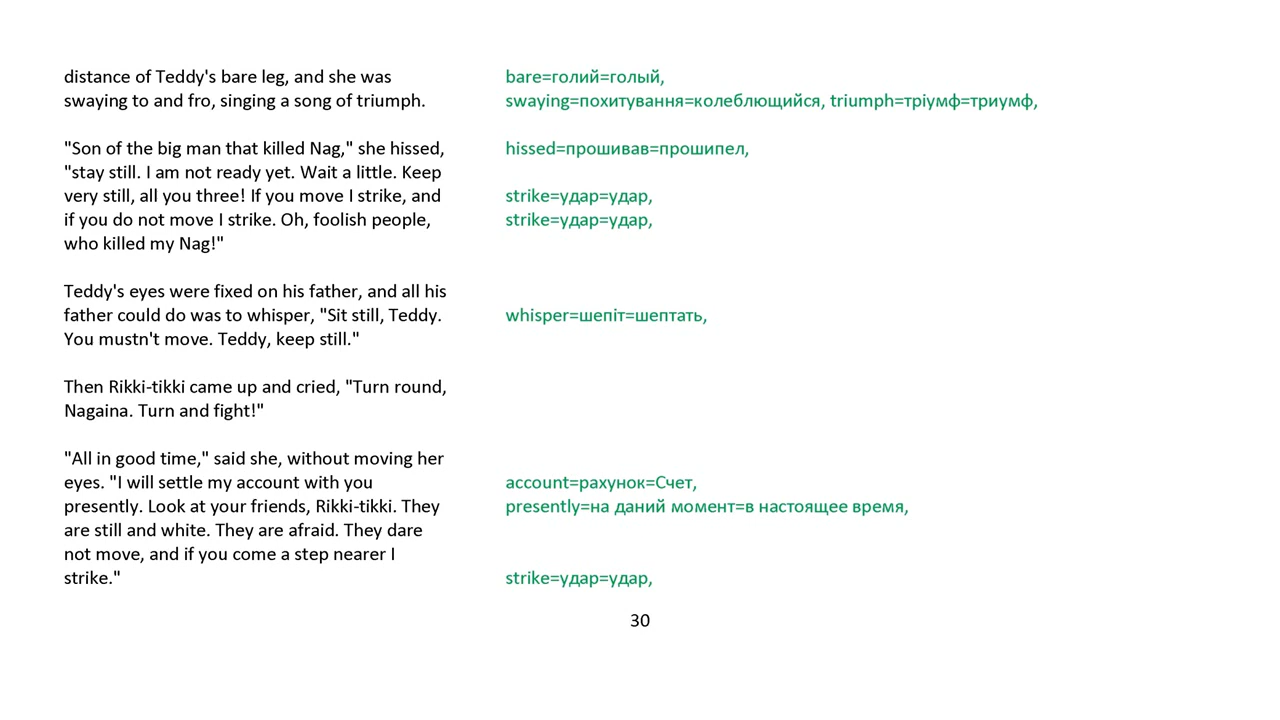 distance of Teddy's bare leg, and she was
bare=голий=голый,
swaying to and fro, singing a song of triumph.
swaying=похитування=колеблющийся, triumph=тріумф=триумф,
"Son of the big man that killed Nag," she hissed,
hissed=прошивав=прошипел,
"stay still. I am not ready yet. Wait a little. Keep
very still, all you three! If you move I strike, and
strike=удар=удар,
if you do not move I strike. Oh, foolish people,
strike=удар=удар,
who killed my Nag!"
Teddy's eyes were fixed on his father, and all his
father could do was to whisper, "Sit still, Teddy.
whisper=шепіт=шептать,
You mustn't move. Teddy, keep still."
Then Rikki-tikki came up and cried, "Turn round,
Nagaina. Turn and fight!"
"All in good time," said she, without moving her
eyes. "I will settle my account with you
account=рахунок=Счет,
presently. Look at your friends, Rikki-tikki. They
presently=на даний момент=в настоящее время,
are still and white. They are afraid. They dare
not move, and if you come a step nearer I
strike."
strike=удар=удар,
30